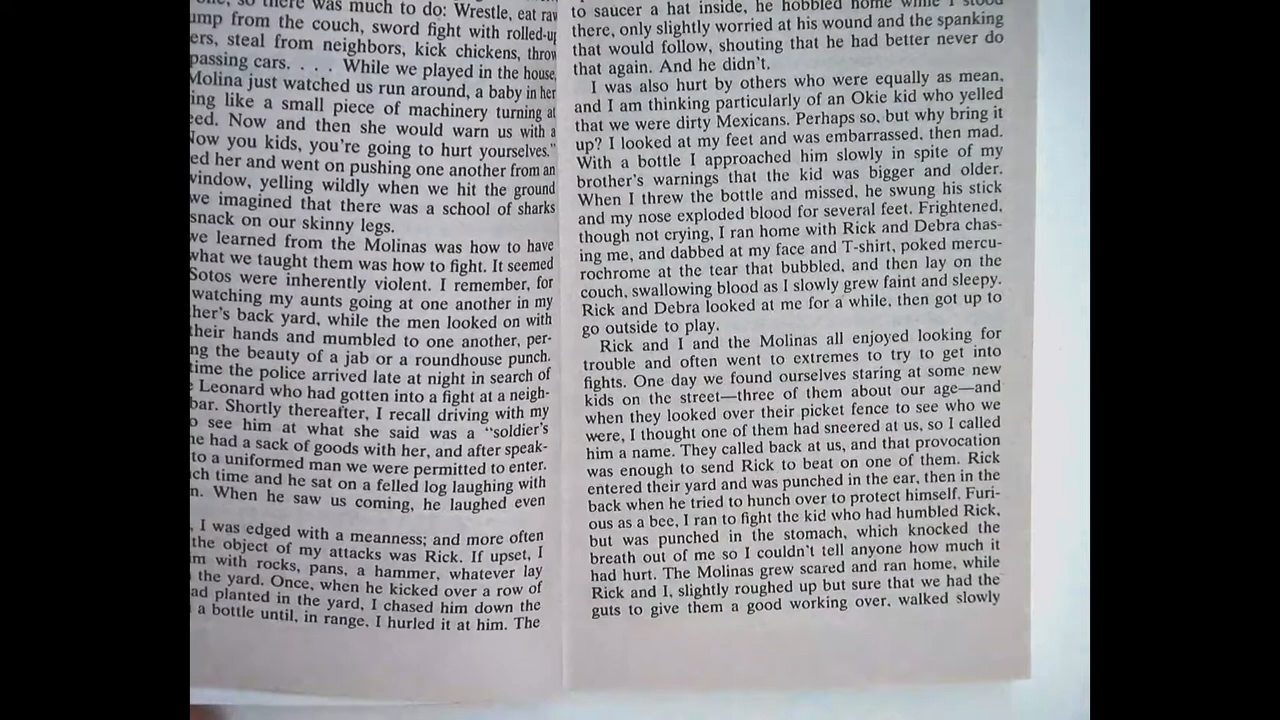 so there was much to do: Wrestle, eat
from the couch, sword fight with
steal from neighbors, kick chickens,
passing cars. . . . While we played in the house,
Molina just watched us run around, a baby in her
like a small piece of machinery turning at
Now and then she would warn us with a
you kids, you're going to hurt yourselves."
her and went on pushing one another from an
yelling wildly when we hit the ground
we imagined that there was a school of sharks
snack on our skinny legs.
we learned from the Molinas was how to have
what we taught them was how to fight. It seemed
Sotos were inherently violent. I remember, for
watching my aunts going at one another in my
back yard, while the men looked on with
their hands and mumbled to one another, per-
the beauty of a jab or a roundhouse punch.
the police arrived late at night in search of
Leonard who had gotten into a fight at a neigh-
bar. Shortly thereafter, I recall driving with my
see him at what she said was a "soldier's
had a sack of goods with her, and after speak-
to a uniformed man we were permitted to enter.
time and he sat on a felled log laughing with
When he saw us coming, he laughed even
I was edged with a meanness; and more often
the object of my attacks was Rick. If upset, I
with rocks, pans, a hammer, whatever lay
the yard. Once, when he kicked over a row of
planted in the yard, I chased him down the
a bottle until, in range, I hurled it at him. The
to saucer a hat inside, he hobbled home while I stood
there, only slightly worried at his wound and the spanking
that would follow, shouting that he had better never do
that again. And he didn't.
I was also hurt by others who were equally as mean,
and I am thinking particularly of an Okie kid who yelled
that we were dirty Mexicans. Perhaps so, but why bring it
up? I looked at my feet and was embarrassed, then mad.
With a bottle I approached him slowly in spite of my
brother's warnings that the kid was bigger and older.
When I threw the bottle and missed, he swung his stick
and my nose exploded blood for several feet. Frightened,
though not crying, I ran home with Rick and Debra chas-
ing me, and dabbed at my face and T-shirt, poked mercu-
rochrome at the tear that bubbled, and then lay on the
couch, swallowing blood as I slowly grew faint and sleepy.
Rick and Debra looked at me for a while, then got up to
go outside to play.
Rick and I and the Molinas all enjoyed looking for
trouble and often went to extremes to try to get into
fights. One day we found ourselves staring at some new
kids on the street—three of them about our age—and
when they looked over their picket fence to see who we
were, I thought one of them had sneered at us, so I called
him a name. They called back at us, and that provocation
was enough to send Rick to beat on one of them. Rick
entered their yard and was punched in the ear, then in the
back when he tried to hunch over to protect himself. Furi-
ous as a bee, I ran to fight the kid who had humbled Rick,
but was punched in the stomach, which knocked the
breath out of me so I couldn't tell anyone how much it
had hurt. The Molinas grew scared and ran home, while
Rick and I, slightly roughed up but sure that we had the
guts to give them a good working over, walked slowly